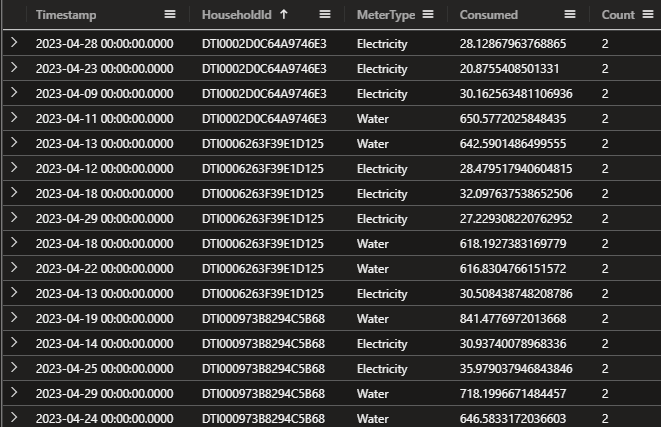 Timestamp HouseholdId MeterType Consumed Count
2023-04-28 00:00:00.0000 DTI0002D0C64A9746E3 Electricity 28.12867963768865 2
2023-04-23 00:00:00.0000 DTI0002D0C64A9746E3 Electricity 20.8755408501331 2
2023-04-09 00:00:00.0000 DTI0002D0C64A9746E3 Electricity 30.162563481106936 2
2023-04-11 00:00:00.0000 DTI0002D0C64A9746E3 Water 650.5772025848435 2
2023-04-13 00:00:00.0000 DTI0006263F39E1D125 Water 642.5901486499555 2
2023-04-12 00:00:00.0000 DTI0006263F39E1D125 Electricity 28.479517940604815 2
2023-04-18 00:00:00.0000 DTI0006263F39E1D125 Electricity 32.097637538652506 2
2023-04-29 00:00:00.0000 DTI0006263F39E1D125 Electricity 27.229308220762952 2
2023-04-18 00:00:00.0000 DTI0006263F39E1D125 Water 618.1927383169779 2
2023-04-22 00:00:00.0000 DTI0006263F39E1D125 Water 616.8304766151572 2
2023-04-13 00:00:00.0000 DTI0006263F39E1D125 Electricity 30.508438748208786 2
2023-04-19 00:00:00.0000 DTI000973B8294C5B68 Water 841.4776972013668 2
2023-04-14 00:00:00.0000 DTI000973B8294C5B68 Electricity 30.93740078968336 2
2023-04-25 00:00:00.0000 DTI000973B8294C5B68 Electricity 35.979037946843846 2
2023-04-29 00:00:00.0000 DTI000973B8294C5B68 Water 718.1996671484457 2
2023-04-24 00:00:00.0000 DTI000973B8294C5B68 Water 646.5833172036603 2